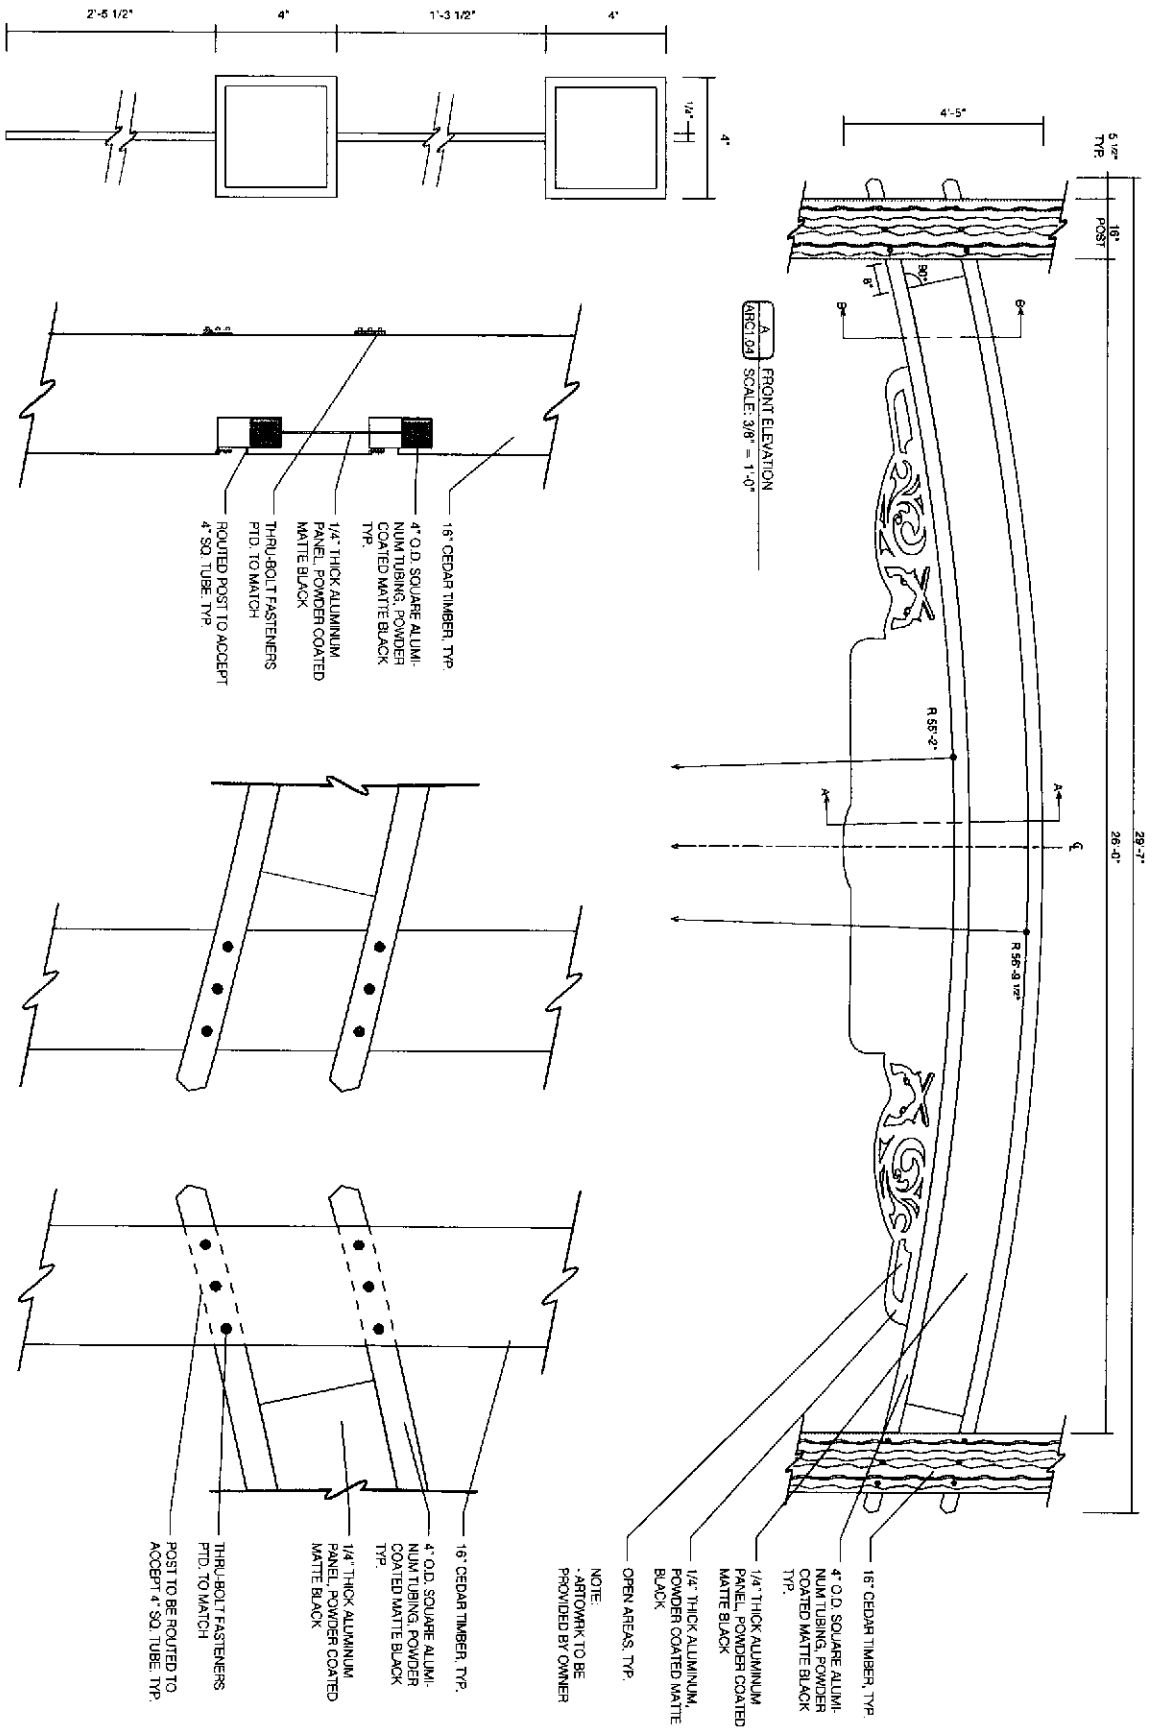 29'-7"
26'-0"
5 1/2"
TYP.
16"
POST
4'-5"
90°
8"
B
B
A
A
℄
R 55'-2"
R 56'-9 1/2"
A
ARC1.04
FRONT ELEVATION
SCALE: 3/8" = 1'-0"
16" CEDAR TIMBER, TYP.
4" O.D. SQUARE ALUMI-
NUM TUBING, POWDER
COATED MATTE BLACK
TYP.
1/4" THICK ALUMINUM
PANEL, POWDER COATED
MATTE BLACK
1/4" THICK ALUMINUM,
POWDER COATED MATTE
BLACK
OPEN AREAS, TYP.
NOTE:
- ARTOWRK TO BE
PROVIDED BY OWNER
4"
1/4"
4"
1'-3 1/2"
4"
2'-5 1/2"
16" CEDAR TIMBER, TYP.
4" O.D. SQUARE ALUMI-
NUM TUBING, POWDER
COATED MATTE BLACK
TYP.
1/4" THICK ALUMINUM
PANEL, POWDER COATED
MATTE BLACK
THRU-BOLT FASTENERS
PTD. TO MATCH
ROUTED POST TO ACCEPT
4" SQ. TUBE, TYP.
16" CEDAR TIMBER, TYP.
4" O.D. SQUARE ALUMI-
NUM TUBING, POWDER
COATED MATTE BLACK
TYP.
1/4" THICK ALUMINUM
PANEL, POWDER COATED
MATTE BLACK
THRU-BOLT FASTENERS
PTD. TO MATCH
POST TO BE ROUTED TO
ACCEPT 4" SQ. TUBE, TYP.